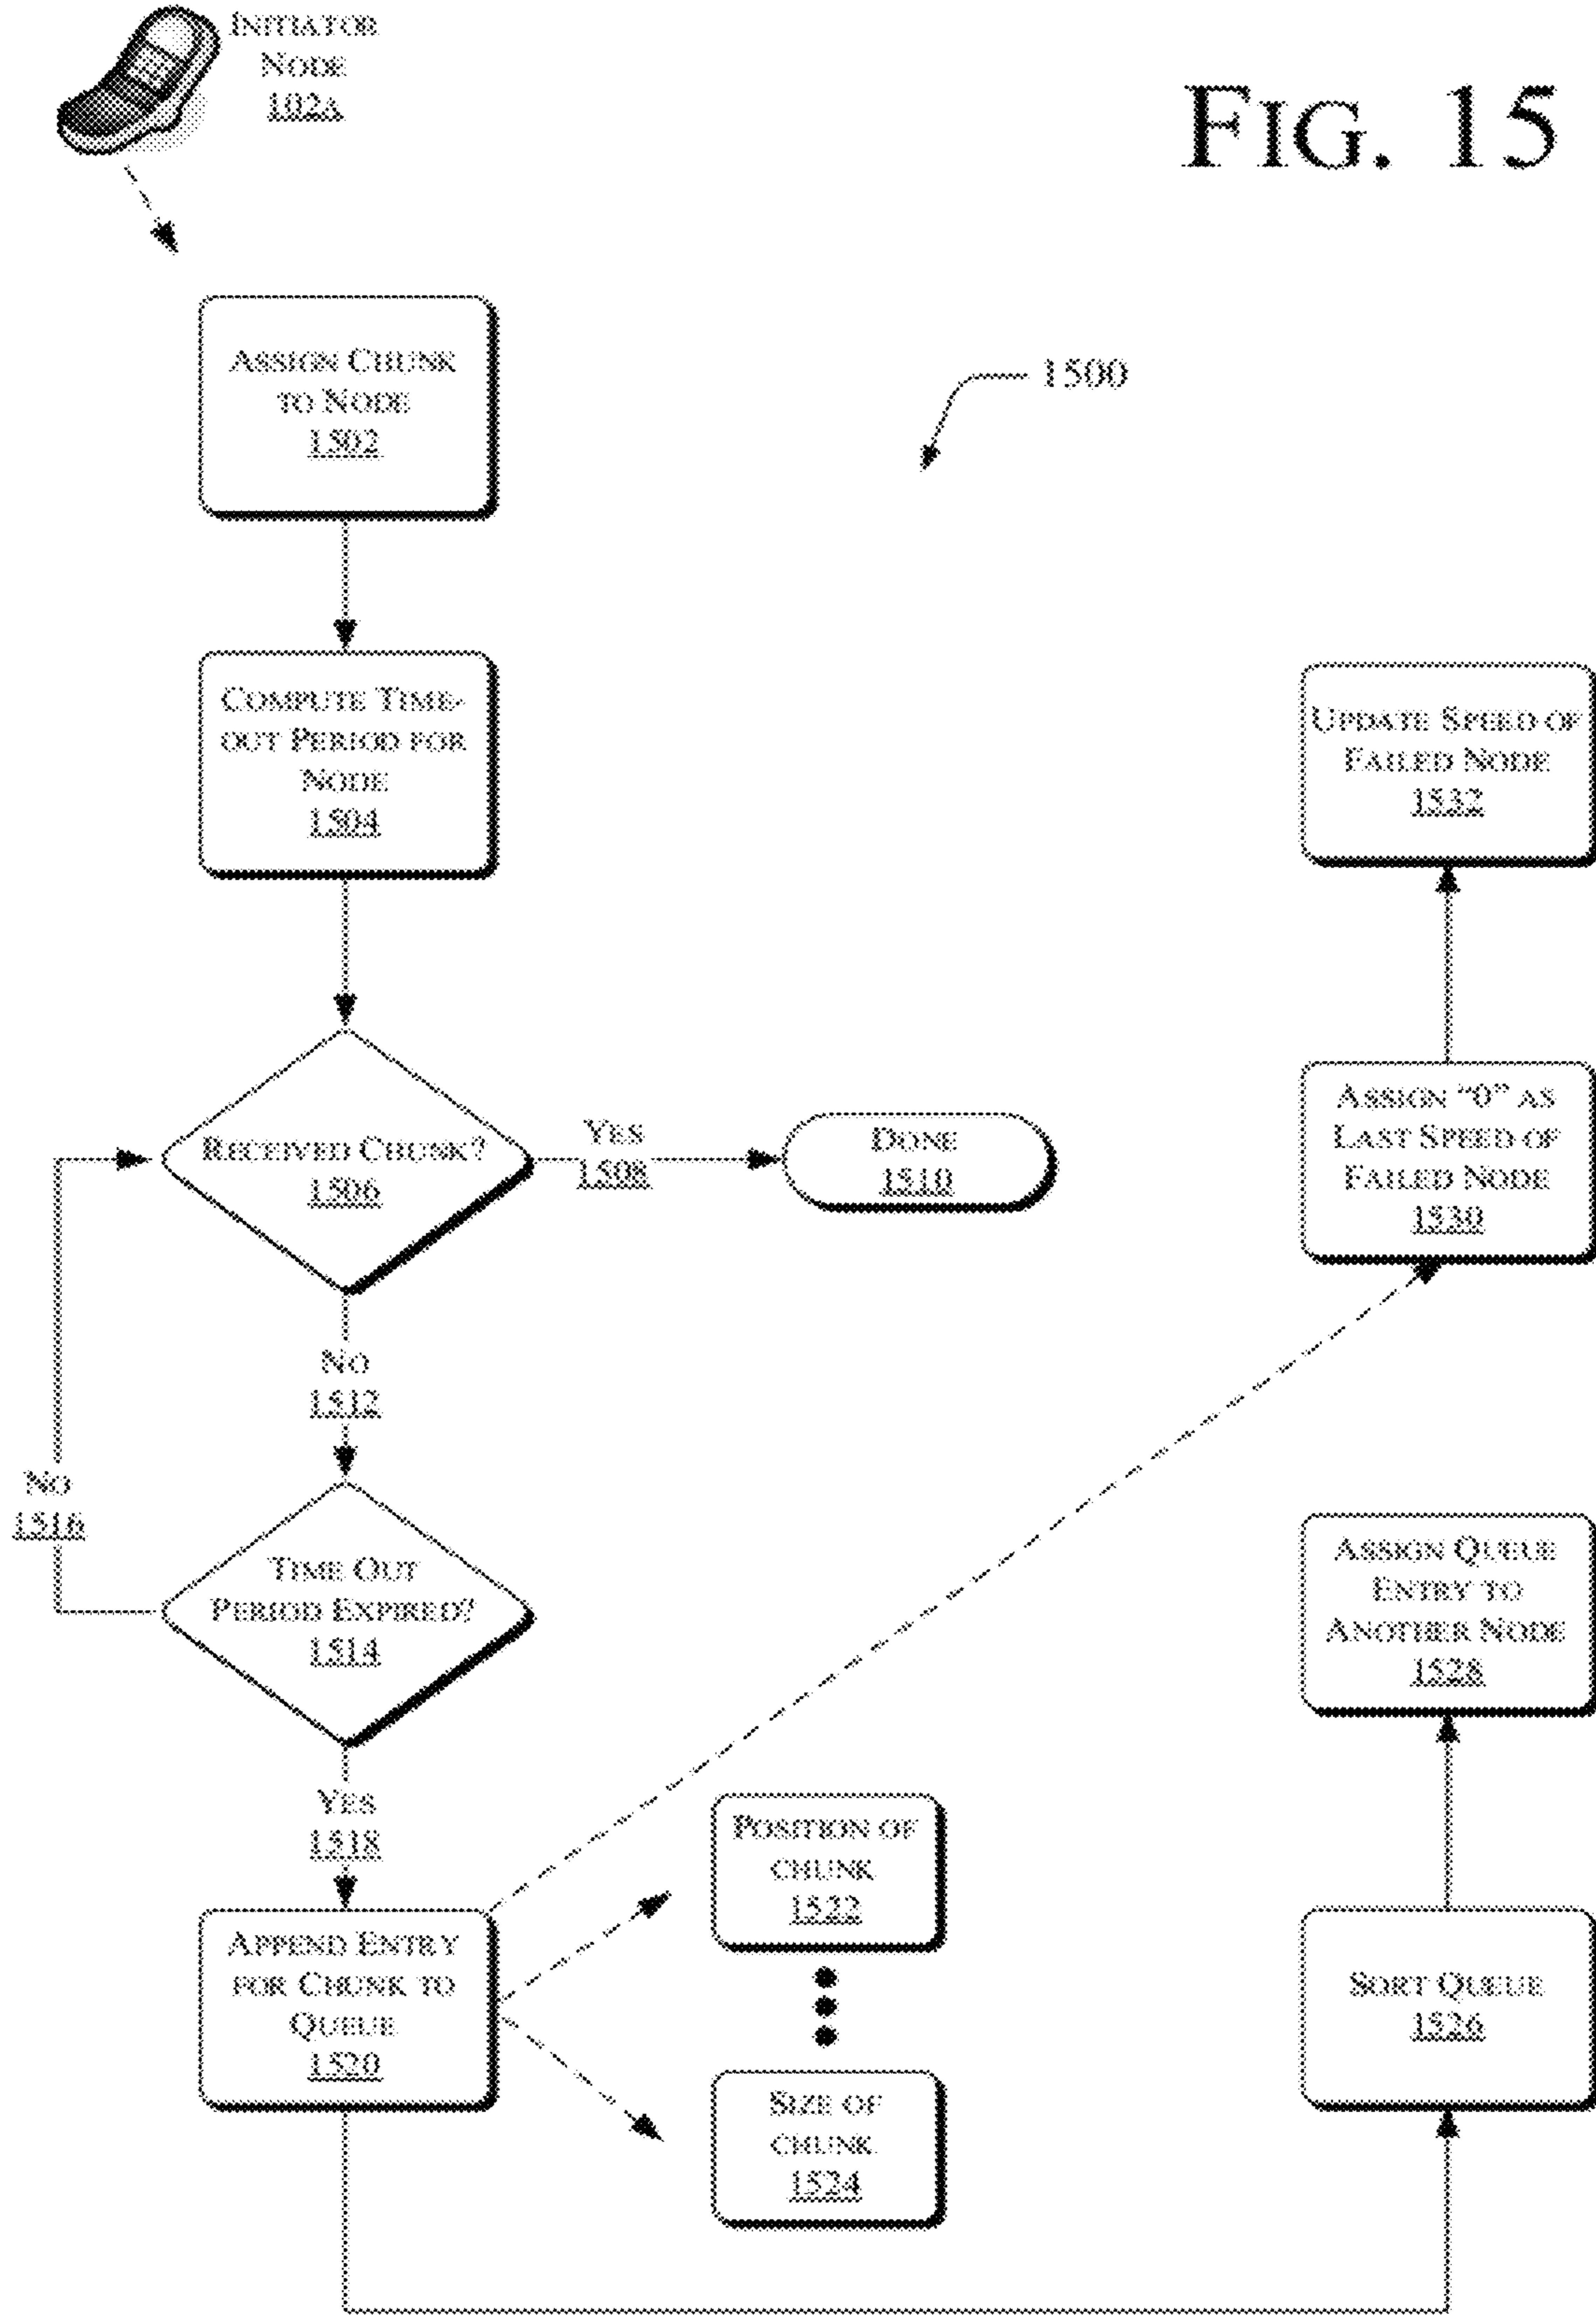 INITIATOR
NODE
102A
FIG. 15
ASSIGN CHUNK
TO NODE
1502
1500
COMPUTE TIME-
OUT PERIOD FOR
NODE
1504
UPDATE SPEED OF
FAILED NODE
1532
RECEIVED CHUNK?
1506
YES
1508
DONE
1510
ASSIGN “0” AS
LAST SPEED OF
FAILED NODE
1530
NO
1512
NO
1516
TIME OUT
PERIOD EXPIRED?
1514
ASSIGN QUEUE
ENTRY TO
ANOTHER NODE
1528
YES
1518
APPEND ENTRY
FOR CHUNK TO
QUEUE
1520
POSITION OF
CHUNK
1522
SIZE OF
CHUNK
1524
SORT QUEUE
1526